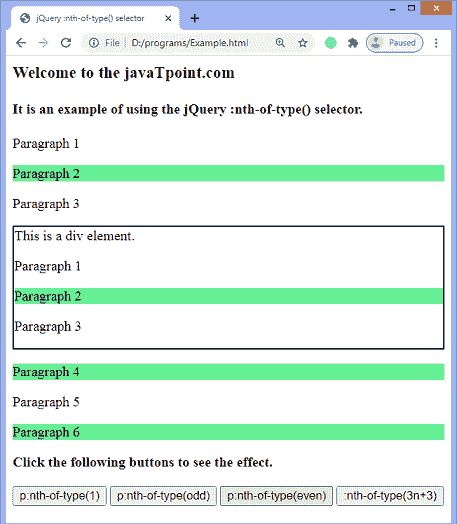 jQuery :nth-of-type() selector
File | D:/programs/Example.html
Paused
Welcome to the javaTpoint.com
It is an example of using the jQuery :nth-of-type() selector.
Paragraph 1
Paragraph 2
Paragraph 3
This is a div element.
Paragraph 1
Paragraph 2
Paragraph 3
Paragraph 4
Paragraph 5
Paragraph 6
Click the following buttons to see the effect.
p:nth-of-type(1) p:nth-of-type(odd) p:nth-of-type(even) :nth-of-type(3n+3)